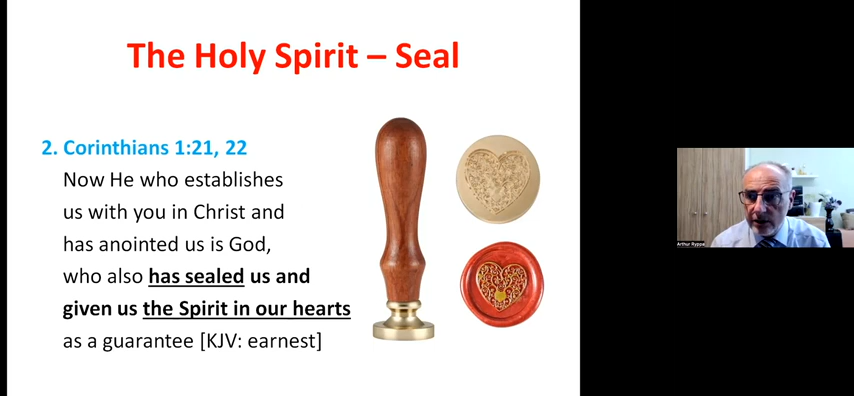 The Holy Spirit – Seal
2. Corinthians 1:21, 22
Now He who establishes
us with you in Christ and
has anointed us is God,
who also has sealed us and
given us the Spirit in our hearts
as a guarantee [KJV: earnest]
Arthur Ryppa